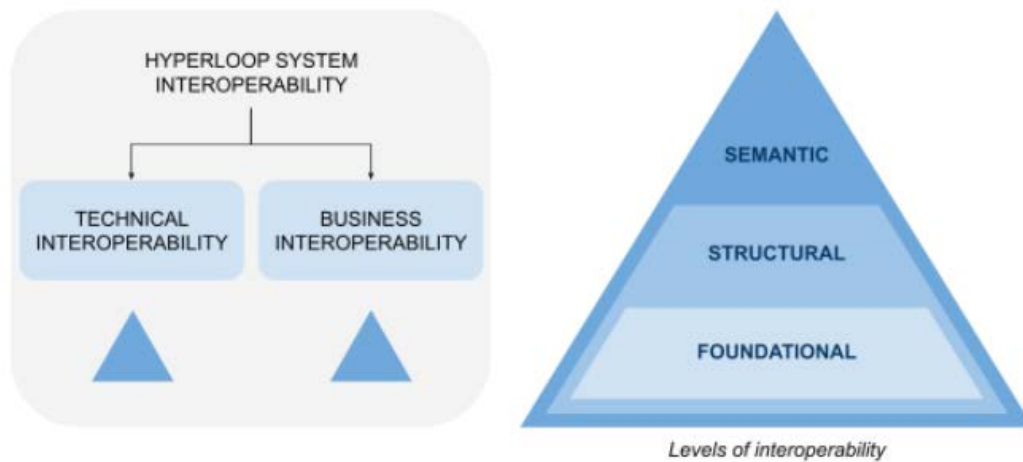 HYPERLOOP SYSTEM
INTEROPERABILITY
TECHNICAL
INTEROPERABILITY
BUSINESS
INTEROPERABILITY
SEMANTIC
STRUCTURAL
FOUNDATIONAL
Levels of interoperability